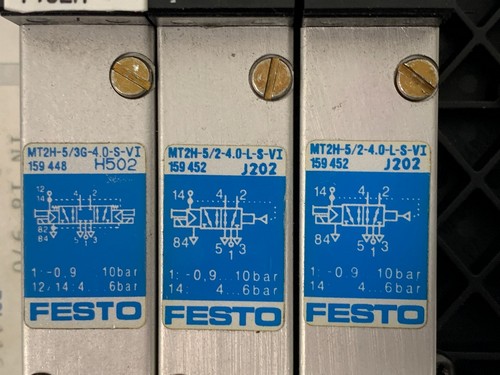 MT2H-5/3G-4.0-S-VI
159 448 H502
12 4 2
14
82
84 5 1 3
1: -0,9 10bar
12/14: 4...6bar
FESTO
MT2H-5/2-4.0-L-S-VI
159 452 J202
14 4 2
84 5 1 3
1: -0,9...10bar
14: 4...6bar
FESTO
MT2H-5/2-4.0-L-S-VI
159 452 J202
14 4 2
84 5 1 3
1: -0,9 10bar
14: 4...6bar
FESTO